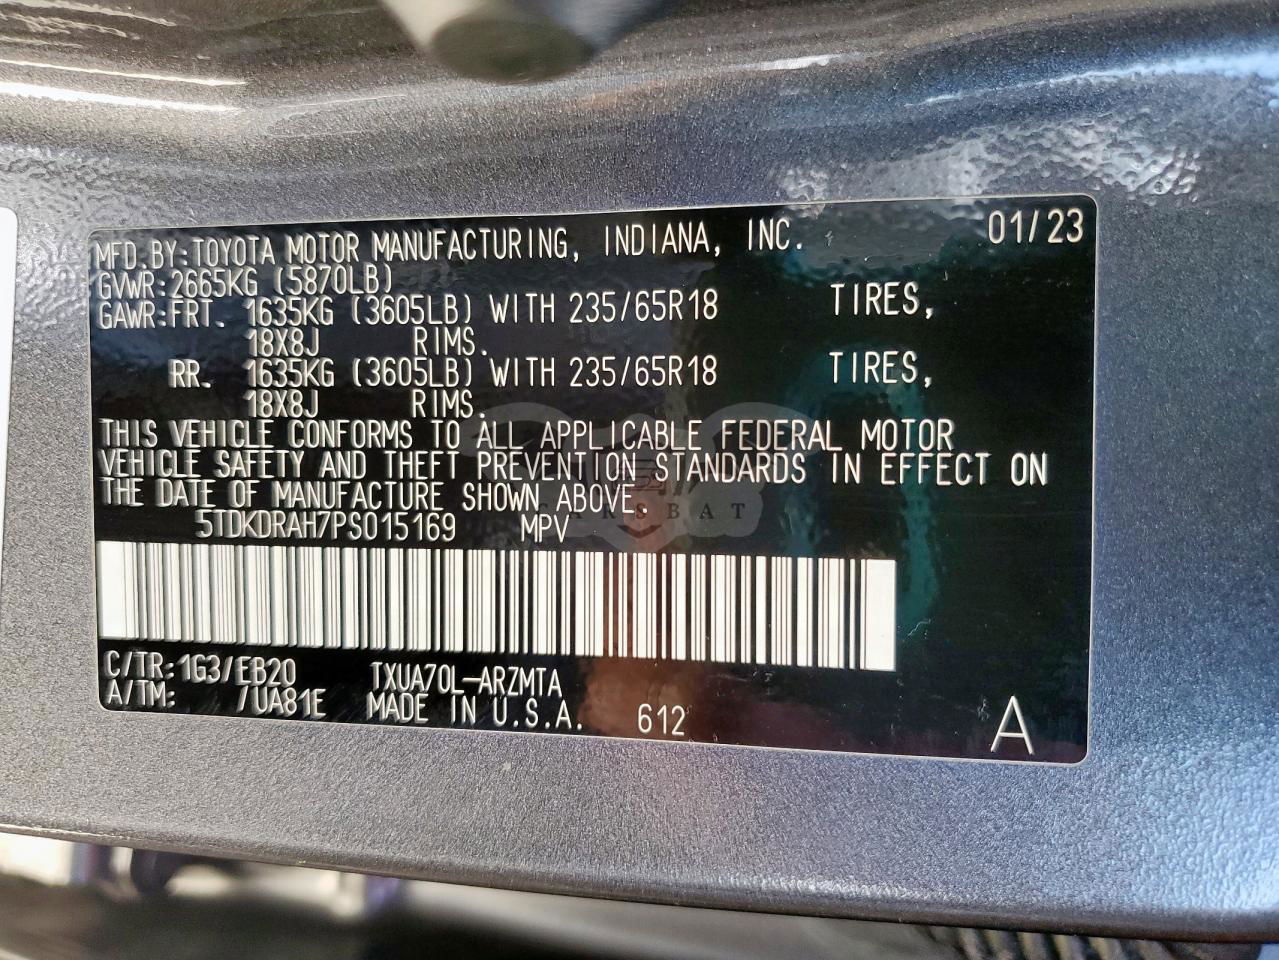 MFD.BY:TOYOTA MOTOR MANUFACTURING, INDIANA, INC. 01/23
GVWR:2665KG (5870LB)
GAWR:FRT. 1635KG (3605LB) WITH 235/65R18 TIRES,
18X8J RIMS.
RR. 1635KG (3605LB) WITH 235/65R18 TIRES,
18X8J RIMS.
THIS VEHICLE CONFORMS TO ALL APPLICABLE FEDERAL MOTOR
VEHICLE SAFETY AND THEFT PREVENTION STANDARDS IN EFFECT ON
THE DATE OF MANUFACTURE SHOWN ABOVE.
CARSBAT
5TDKDRAH7PS015169 MPV
C/TR:1G3/EB20 TXUA70L-ARZMTA
A/TM: /UA81E MADE IN U.S.A. 612 A